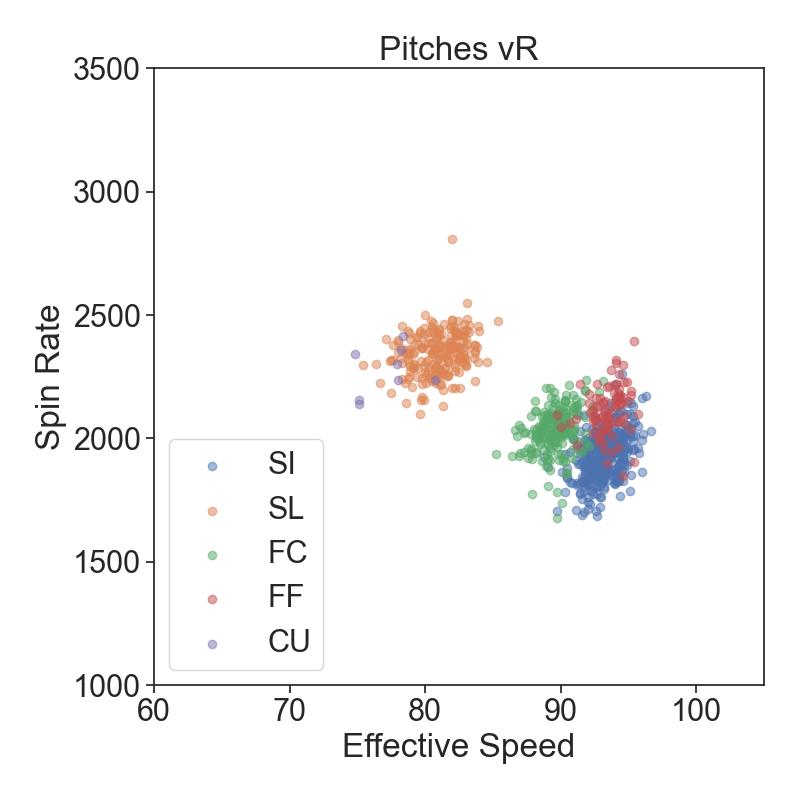 Pitches vR
3500
3000
2500
2000
1500
1000
Spin Rate
SI
SL
FC
FF
CU
60 70 80 90 100
Effective Speed